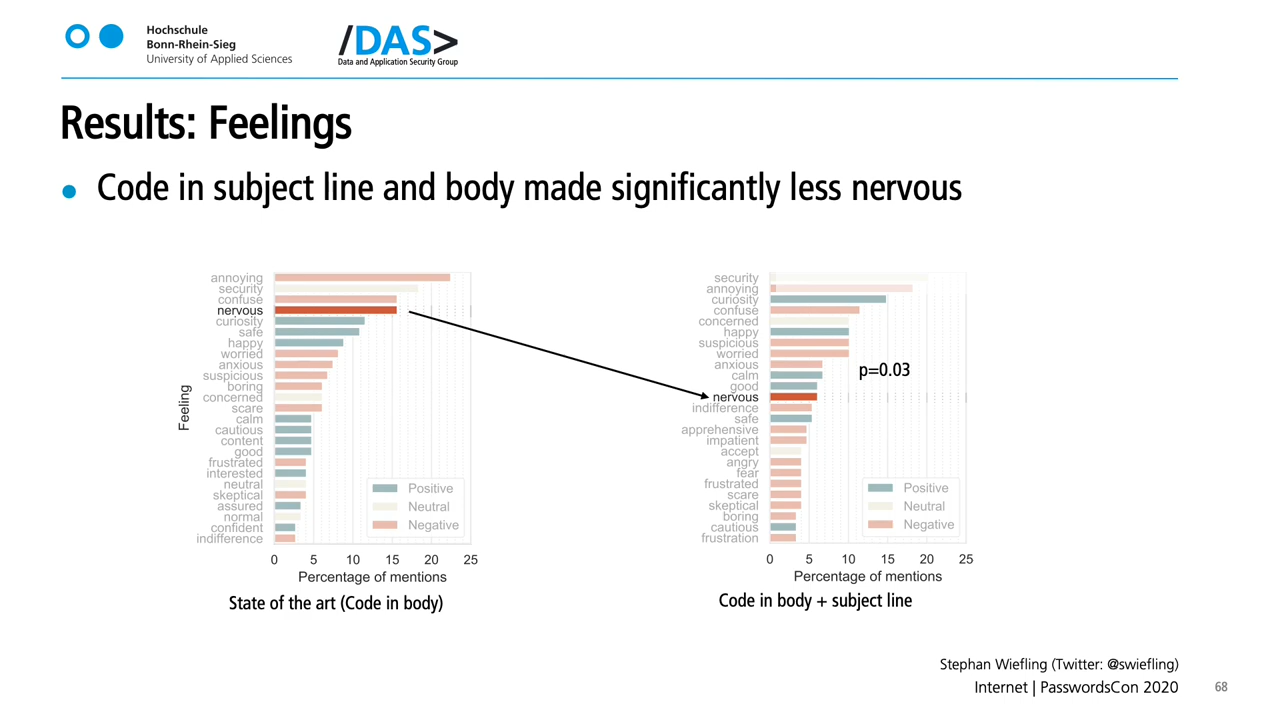 Hochschule
Bonn-Rhein-Sieg
University of Applied Sciences
/DAS>
Data and Application Security Group
Results: Feelings
• Code in subject line and body made significantly less nervous
Feeling
annoying
security
confuse
nervous
curiosity
safe
happy
worried
anxious
suspicious
boring
concerned
scare
calm
cautious
content
good
frustrated
interested
neutral
skeptical
assured
normal
confident
indifference
Positive
Neutral
Negative
0 5 10 15 20 25
Percentage of mentions
State of the art (Code in body)
security
annoying
curiosity
confuse
concerned
happy
suspicious
worried
anxious
calm
good
nervous
indifference
safe
apprehensive
impatient
accept
angry
fear
frustrated
scare
skeptical
boring
cautious
frustration
p=0.03
Positive
Neutral
Negative
0 5 10 15 20 25
Percentage of mentions
Code in body + subject line
Stephan Wiefling (Twitter: @swiefling)
Internet | PasswordsCon 2020
68